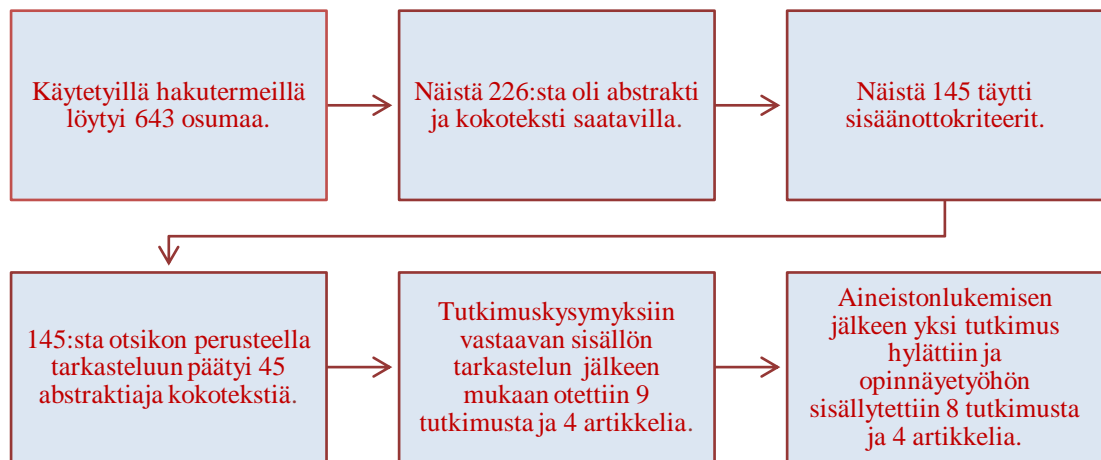 Käytetyillä hakutermeillä
löytyi 643 osumaa.
Näistä 226:sta oli abstrakti
ja kokoteksti saatavilla.
Näistä 145 täytti
sisäänottokriteerit.
145:sta otsikon perusteella
tarkasteluun päätyi 45
abstraktiaja kokotekstiä.
Tutkimuskysymyksiin
vastaavan sisällön
tarkastelun jälkeen
mukaan otettiin 9
tutkimusta ja 4 artikkelia.
Aineistonlukemisen
jälkeen yksi tutkimus
hylättiin ja
opinnäyetyöhön
sisällytettiin 8 tutkimusta
ja 4 artikkelia.